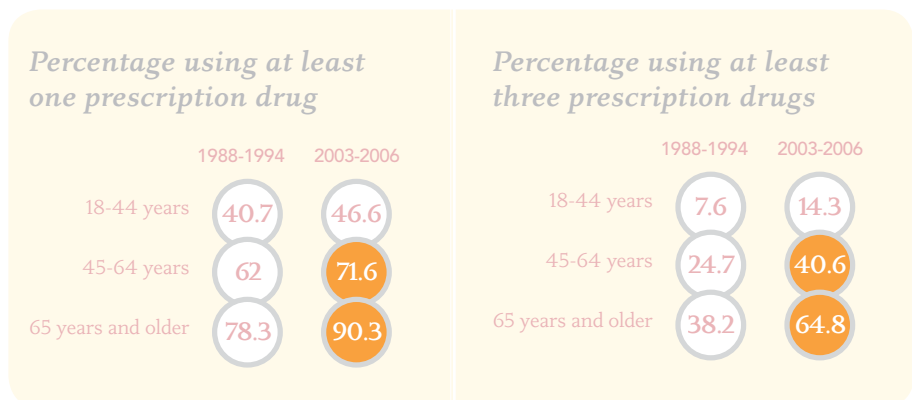 Percentage using at least
one prescription drug
1988-1994 2003-2006
18-44 years 40.7 46.6
45-64 years 62 71.6
65 years and older 78.3 90.3
Percentage using at least
three prescription drugs
1988-1994 2003-2006
18-44 years 7.6 14.3
45-64 years 24.7 40.6
65 years and older 38.2 64.8